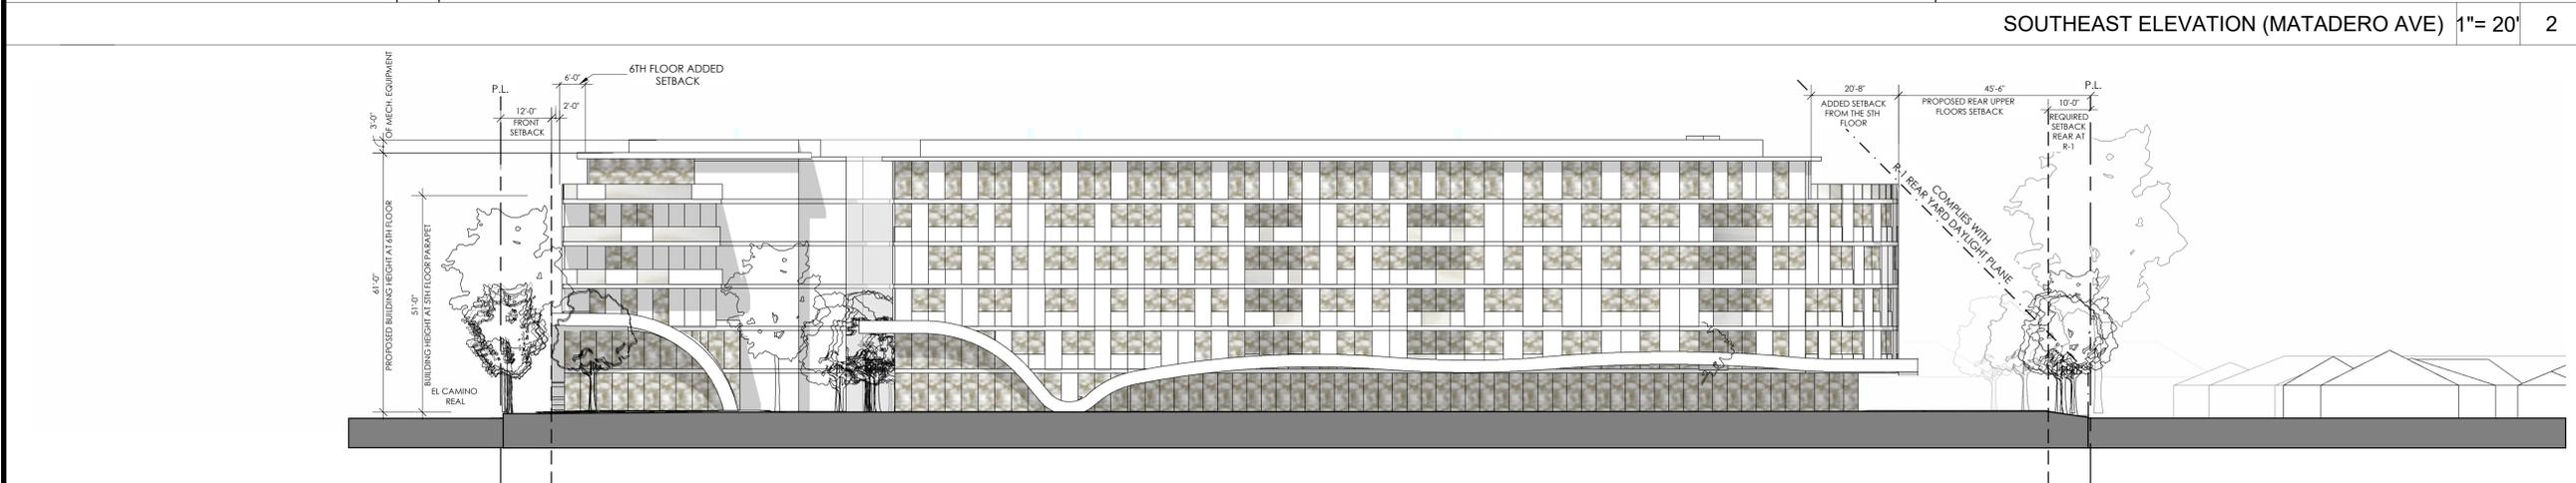 SOUTHEAST ELEVATION (MATADERO AVE) 1"= 20' 2
3'-0"
OF MECH. EQUIPMENT
P.L.
12'-0"
FRONT
SETBACK
6'-0"
2'-0"
6TH FLOOR ADDED
SETBACK
61'-0"
PROPOSED BUILDING HEIGHT AT 6TH FLOOR
51'-0"
BUILDING HEIGHT AT 5TH FLOOR PARAPET
EL CAMINO
REAL
20'-8"
ADDED SETBACK
FROM THE 5TH
FLOOR
45'-6"
PROPOSED REAR UPPER
FLOORS SETBACK
P.L.
10'-0"
REQUIRED
SETBACK
REAR AT
R-1
COMPLIES WITH
R-1 REAR YARD DAYLIGHT PLANE